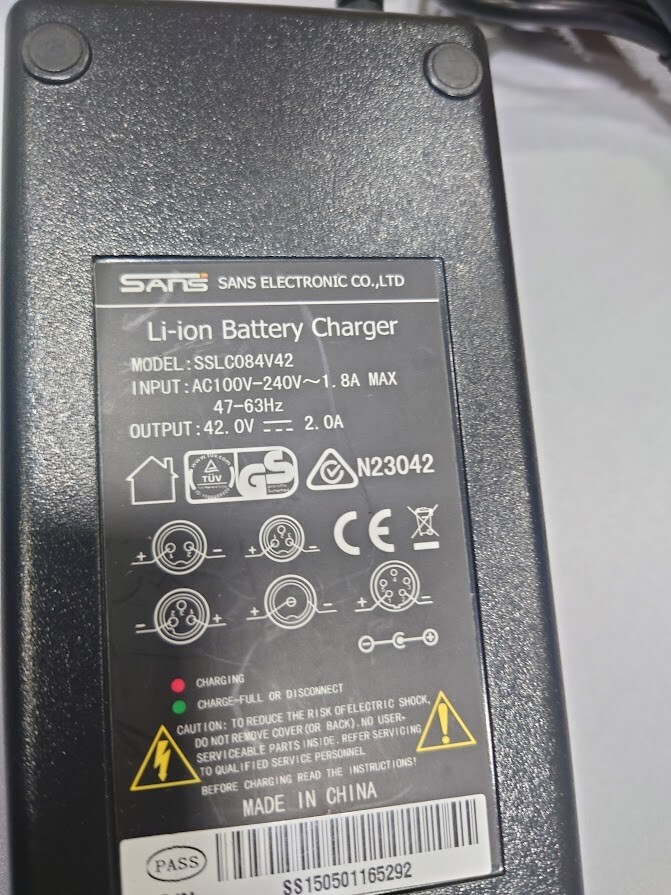 SANS SANS ELECTRONIC CO.,LTD
Li-ion Battery Charger
MODEL:SSLC084V42
INPUT:AC100V-240V~1.8A MAX
47-63Hz
OUTPUT:42.0V ⎓ 2.0A
TÜV GS N23042
CE
CHARGING
CHARGE-FULL OR DISCONNECT
CAUTION: TO REDUCE THE RISK OF ELECTRIC SHOCK,
DO NOT REMOVE COVER (OR BACK). NO USER-
SERVICEABLE PARTS INSIDE. REFER SERVICING
TO QUALIFIED SERVICE PERSONNEL
BEFORE CHARGING READ THE INSTRUCTIONS!
MADE IN CHINA
PASS
SS150501165292